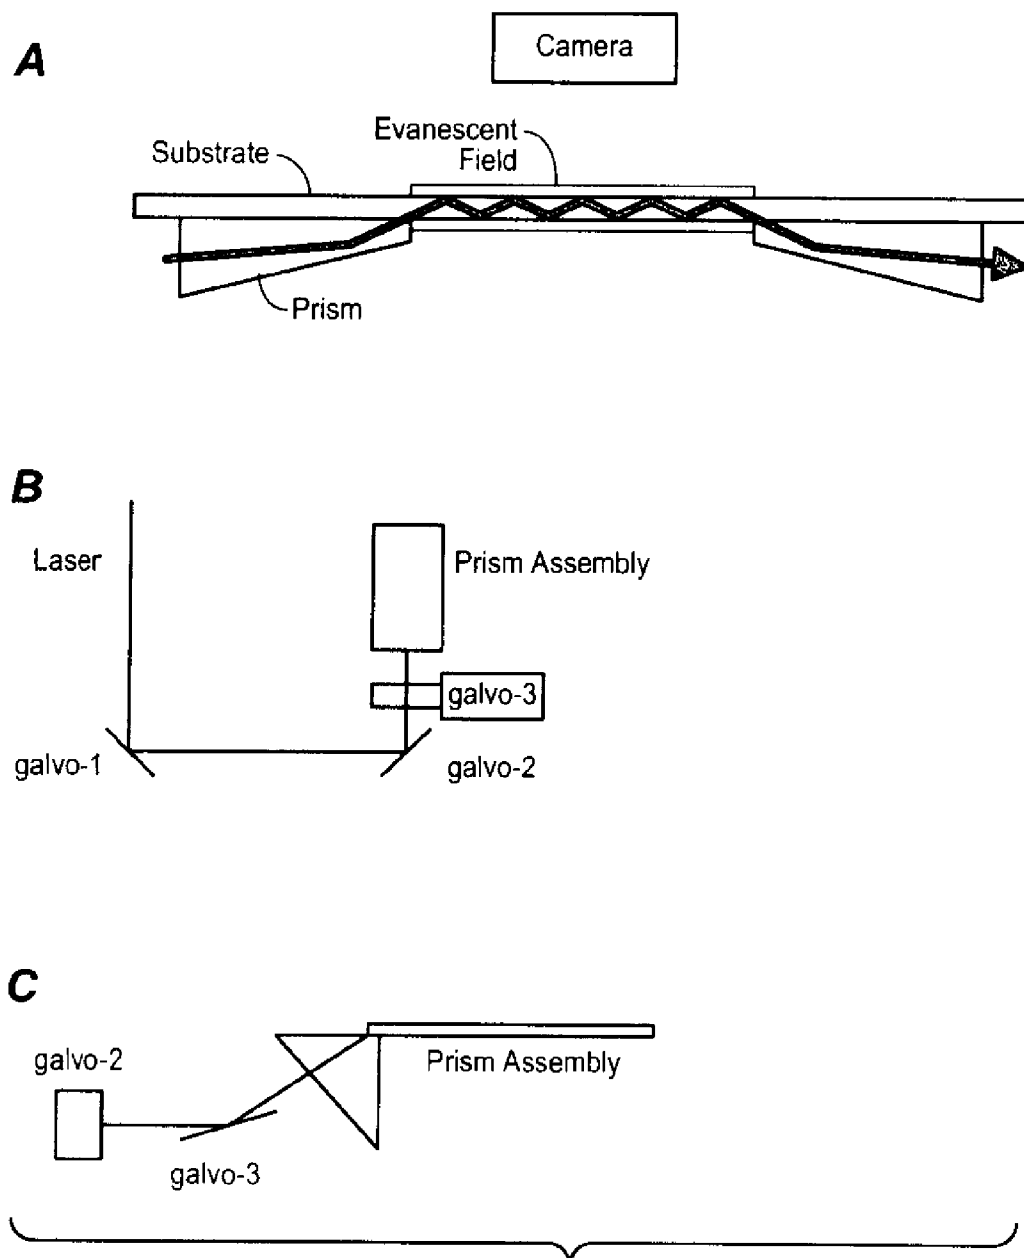 A
Camera
Evanescent
Field
Substrate
Prism
B
Laser
Prism Assembly
galvo-3
galvo-1
galvo-2
C
galvo-2
Prism Assembly
galvo-3